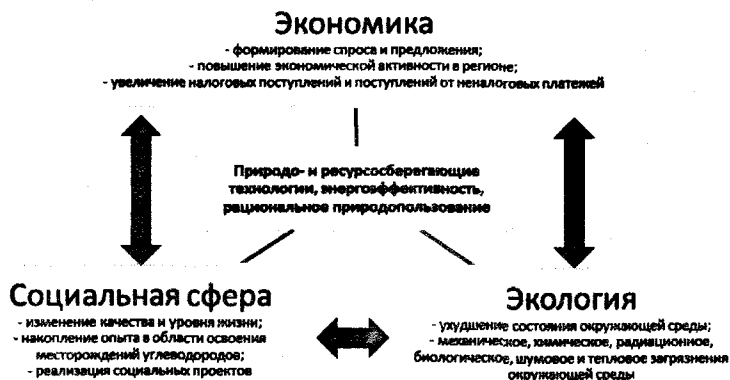 Экономика
- формирование спроса и предложения;
- повышение экономической активности в регионе;
- увеличение налоговых поступлений и поступлений от неналоговых платежей
Природо- и ресурсосберегающие
технологии, энергоэффективность,
рациональное природопользование
Социальная сфера
- изменение качества и уровня жизни;
- накопление опыта в области освоения
месторождений углеводородов;
- реализация социальных проектов
Экология
- ухудшение состояния окружающей среды;
- механическое, химическое, радиационное,
биологическое, шумовое и тепловое загрязнения
окружающей среды